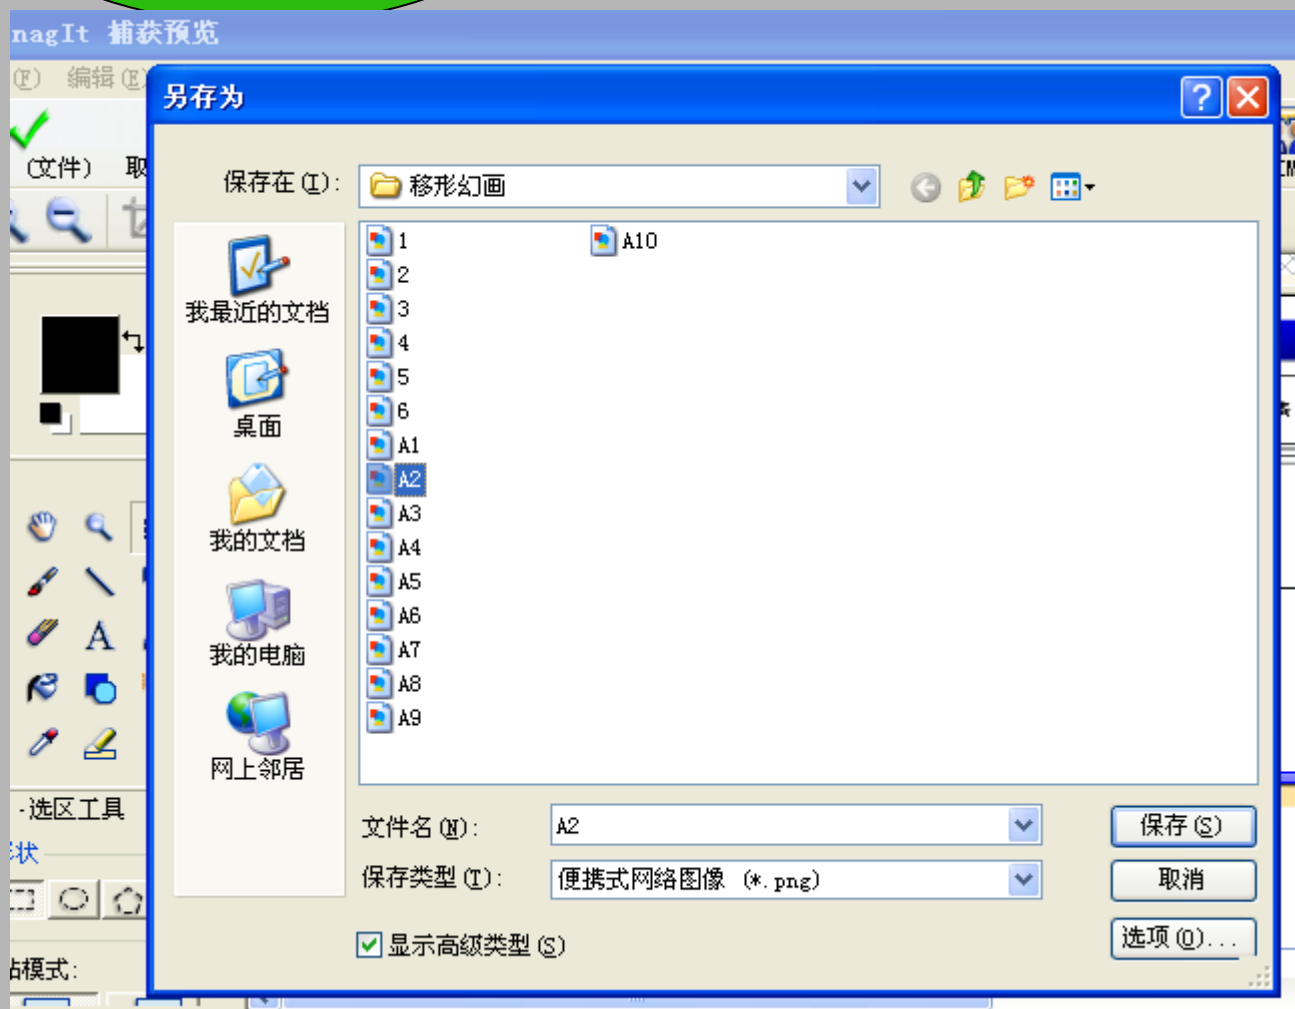 nagIt 捕获预览
(F) 编辑(E)
另存为
(文件) 取
保存在(I): 移形幻画
我最近的文档
桌面
我的文档
我的电脑
网上邻居
1
2
3
4
5
6
A1
A2
A3
A4
A5
A6
A7
A8
A9
A10
文件名(N): A2 保存(S)
保存类型(T): 便携式网络图像 (*.png) 取消
显示高级类型(S) 选项(O)...
·选区工具
状
模式: